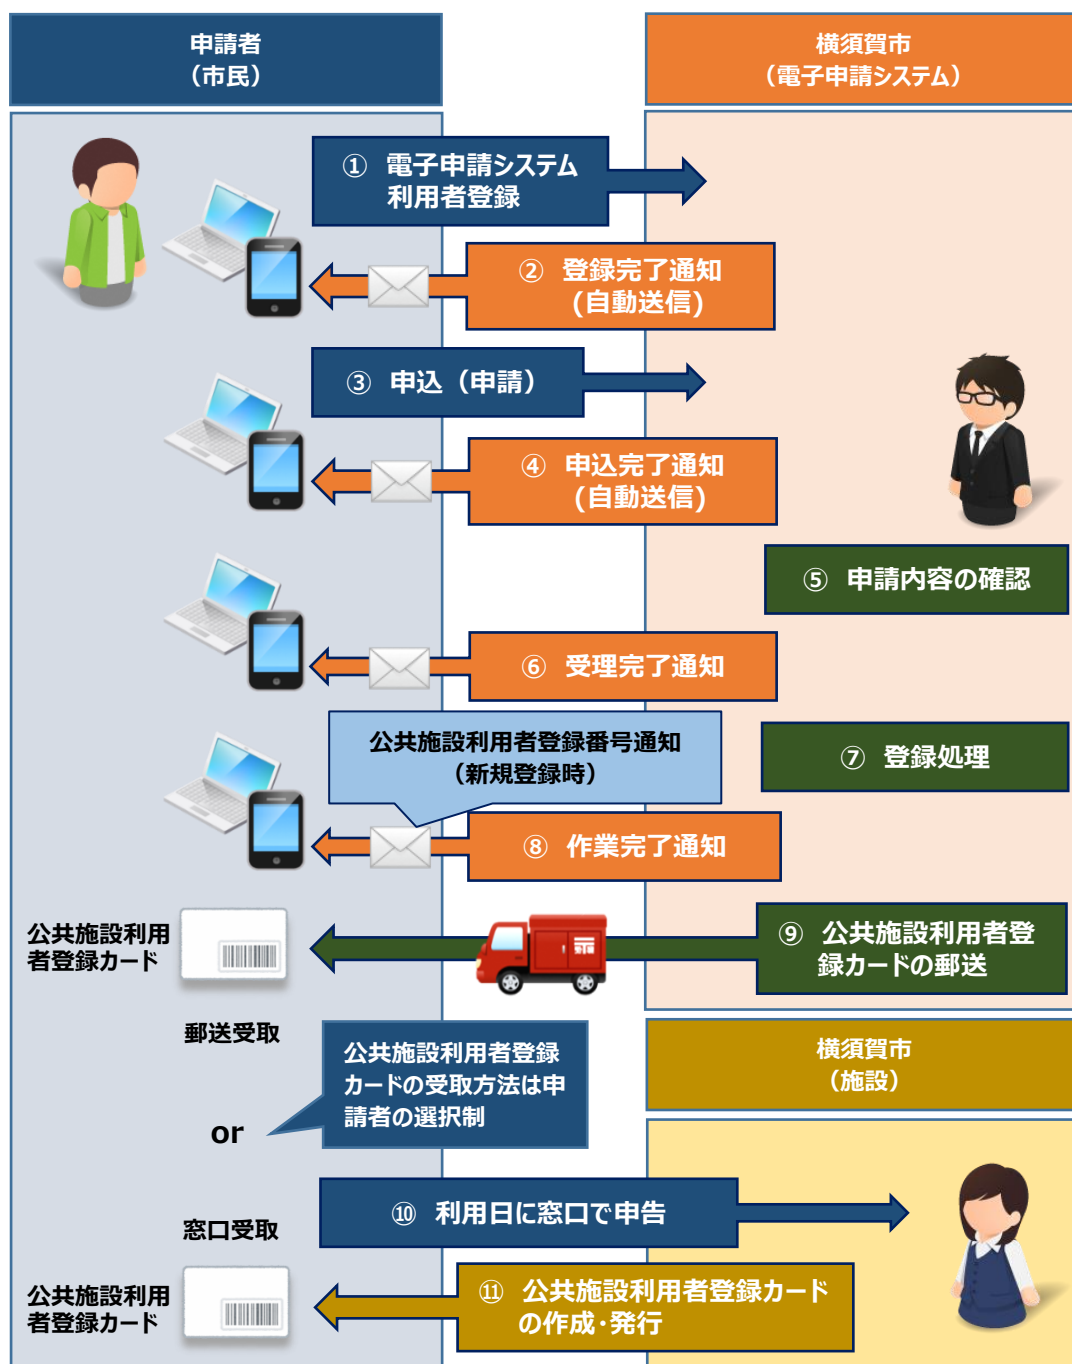 申請者
（市民）
横須賀市
（電子申請システム）
① 電子申請システム
利用者登録
② 登録完了通知
(自動送信)
③ 申込（申請）
④ 申込完了通知
(自動送信)
⑤ 申請内容の確認
⑥ 受理完了通知
公共施設利用者登録番号通知
（新規登録時）
⑦ 登録処理
⑧ 作業完了通知
公共施設利用
者登録カード
⑨ 公共施設利用者登
録カードの郵送
郵送受取
公共施設利用者登録
カードの受取方法は申
請者の選択制
横須賀市
（施設）
or
⑩ 利用日に窓口で申告
窓口受取
公共施設利用
者登録カード
⑪ 公共施設利用者登録カード
の作成・発行